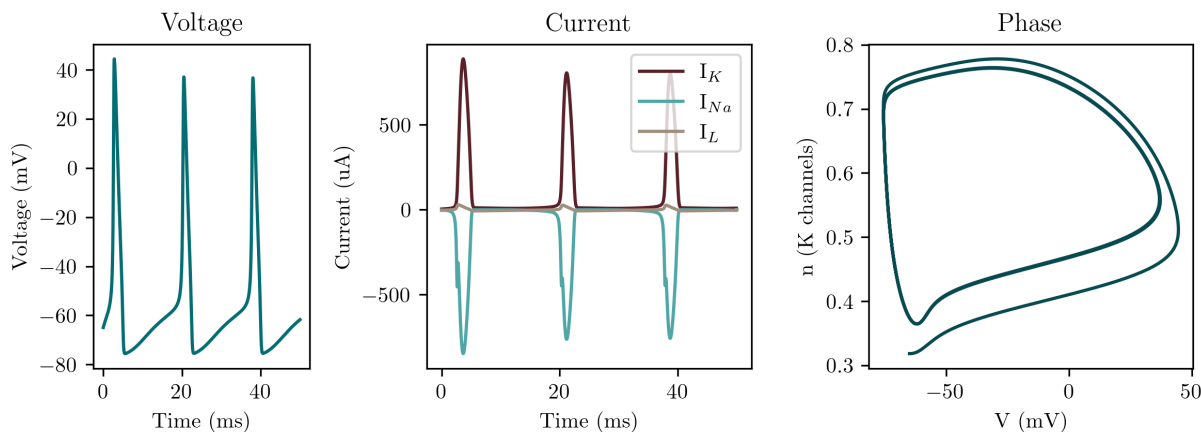 Voltage
Voltage (mV)
40
20
0
−20
−40
−60
−80
0
20
40
Time (ms)
Current
Current (uA)
500
0
−500
I_K
I_Na
I_L
0
20
40
Time (ms)
Phase
n (K channels)
0.8
0.7
0.6
0.5
0.4
0.3
−50
0
50
V (mV)